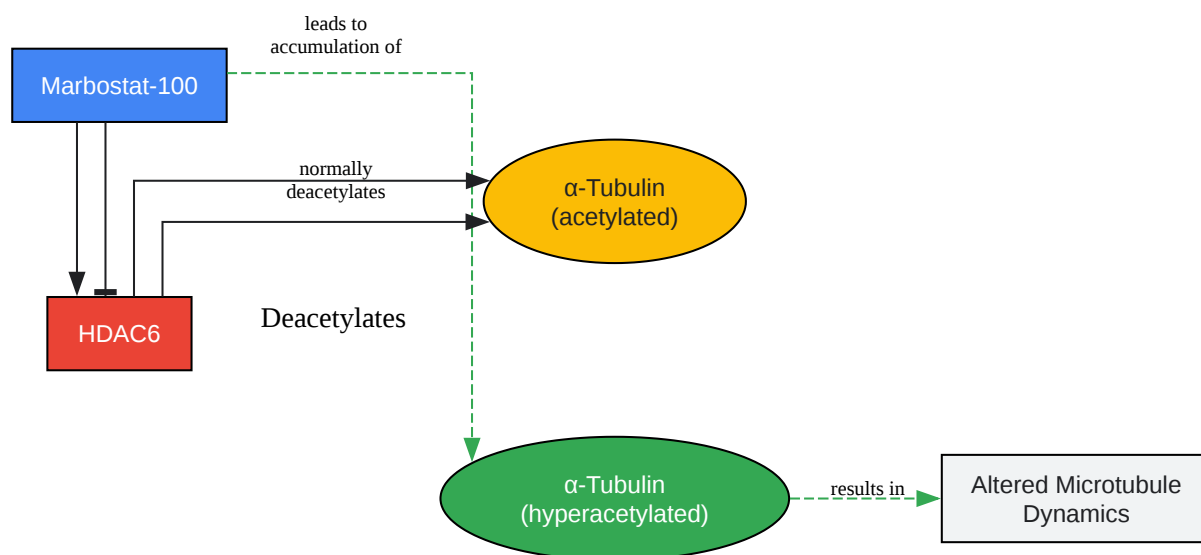 leads to
accumulation of
Marbostat-100
normally
deacetylates
α-Tubulin
(acetylated)
HDAC6
Deacetylates
α-Tubulin
(hyperacetylated)
results in
Altered Microtubule
Dynamics